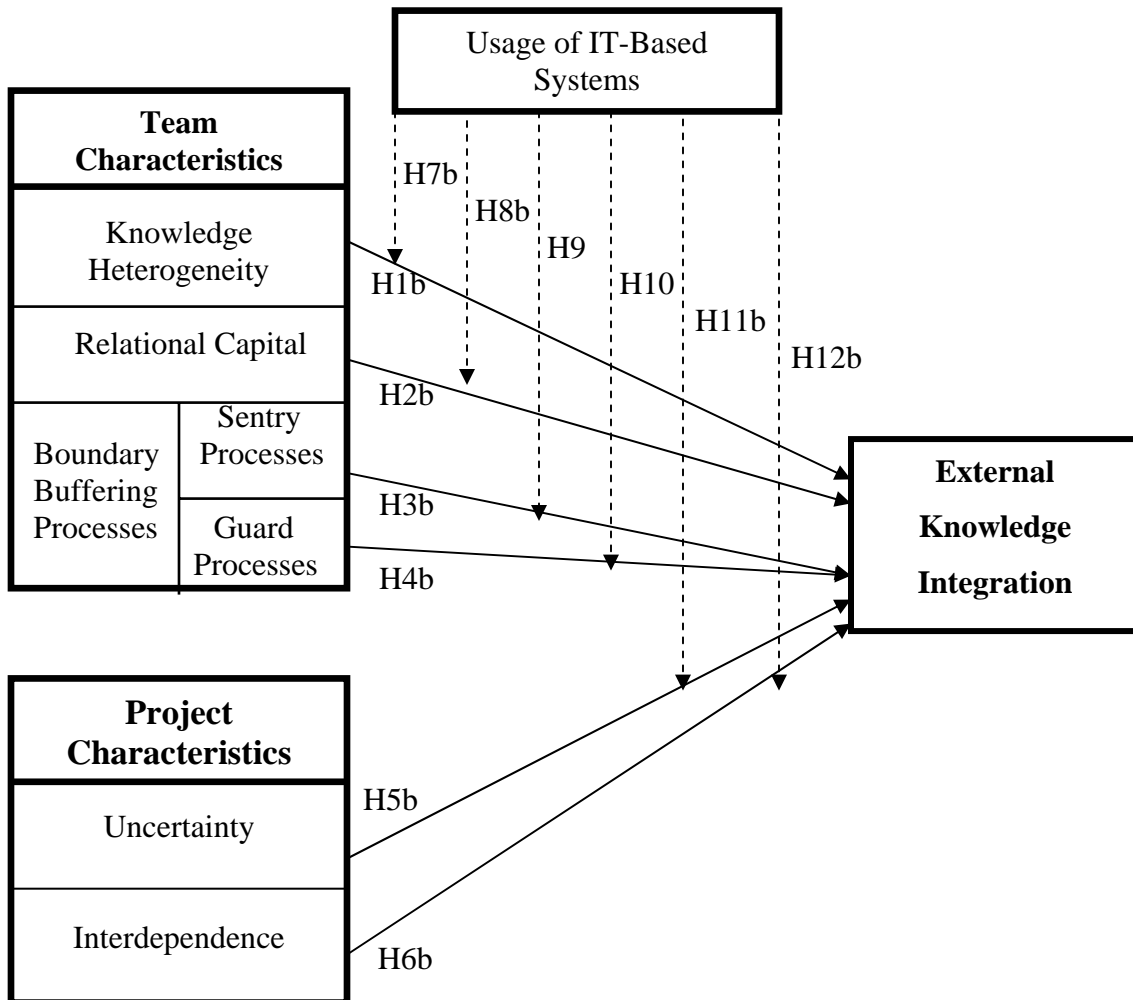 Usage of IT-Based
Systems
Team
Characteristics
Knowledge
Heterogeneity
Relational Capital
Boundary
Buffering
Processes
Sentry
Processes
Guard
Processes
H7b
H8b
H9
H10
H11b
H12b
H1b
H2b
H3b
H4b
External
Knowledge
Integration
Project
Characteristics
Uncertainty
Interdependence
H5b
H6b